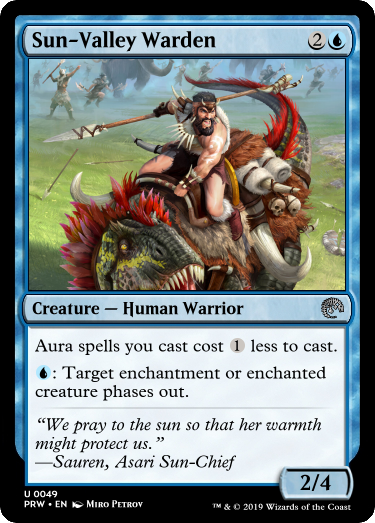 Sun-Valley Warden 2
Creature — Human Warrior
Aura spells you cast cost 1 less to cast.
: Target enchantment or enchanted
creature phases out.
“We pray to the sun so that her warmth
might protect us.”
—Sauren, Asari Sun-Chief
2/4
U 0049
PRW • EN Miro Petrov
™ & © 2019 Wizards of the Coast